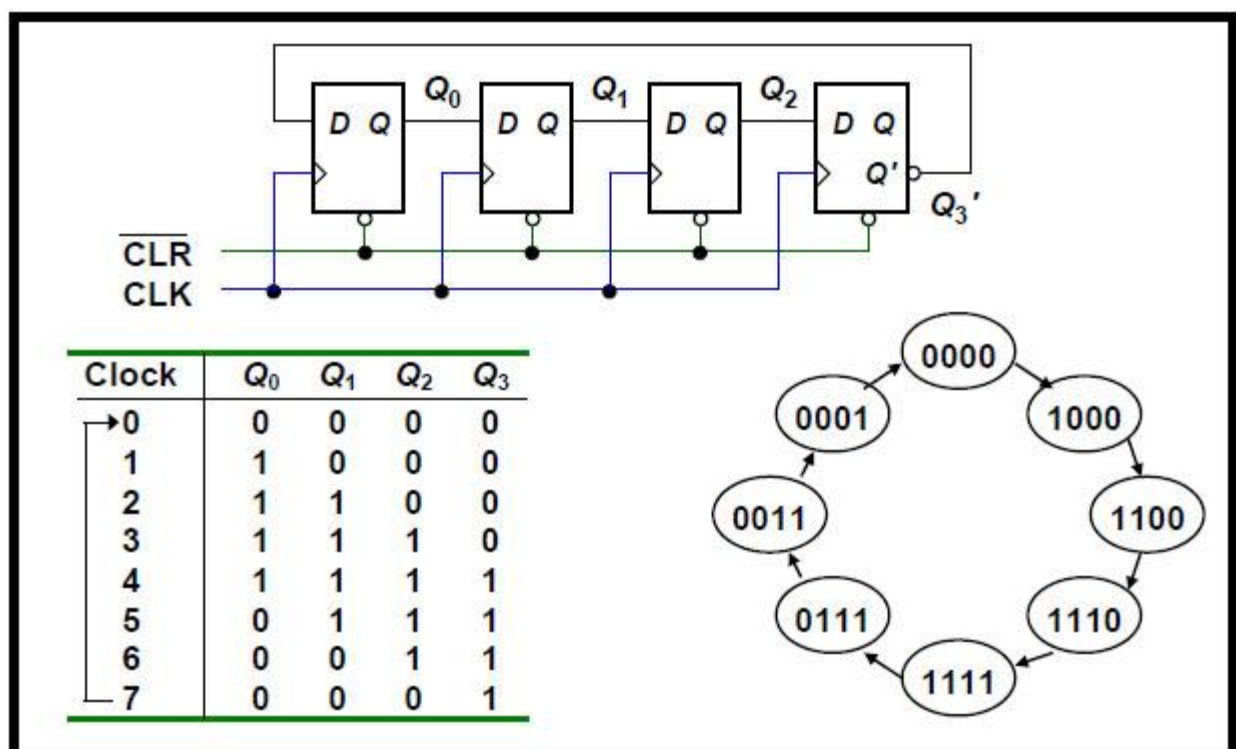 Q0 Q1 Q2
D Q D Q D Q D Q
Q'
Q3'
CLR
CLK
Clock Q0 Q1 Q2 Q3
0 0 0 0 0
1 1 0 0 0
2 1 1 0 0
3 1 1 1 0
4 1 1 1 1
5 0 1 1 1
6 0 0 1 1
7 0 0 0 1
0000
0001 1000
0011 1100
0111 1110
1111